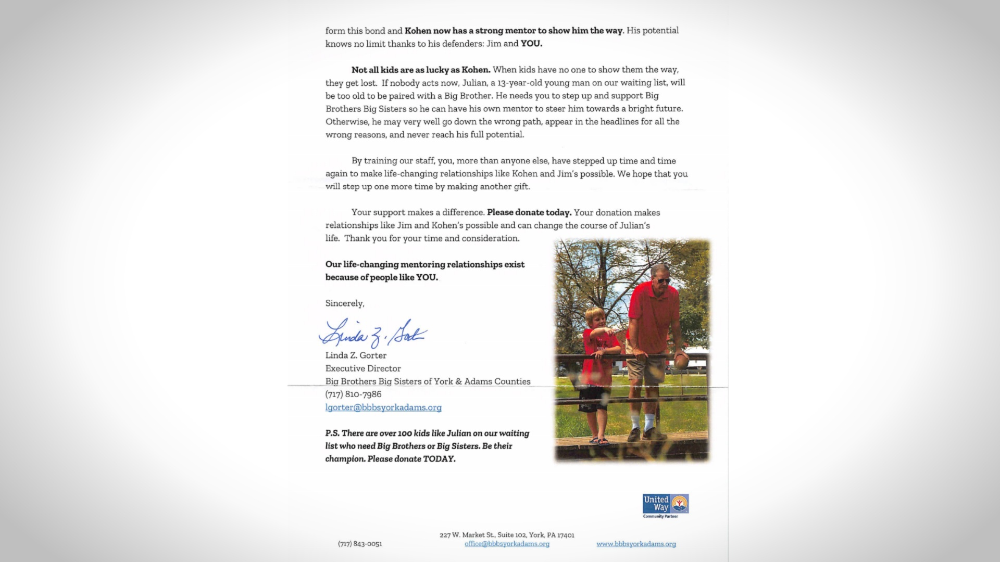 form this bond and Kohen now has a strong mentor to show him the way. His potential
knows no limit thanks to his defenders: Jim and YOU.
Not all kids are as lucky as Kohen. When kids have no one to show them the way,
they get lost. If nobody acts now, Julian, a 13-year-old young man on our waiting list, will
be too old to be paired with a Big Brother. He needs you to step up and support Big
Brothers Big Sisters so he can have his own mentor to steer him towards a bright future.
Otherwise, he may very well go down the wrong path, appear in the headlines for all the
wrong reasons, and never reach his full potential.
By training our staff, you, more than anyone else, have stepped up time and time
again to make life-changing relationships like Kohen and Jim's possible. We hope that you
will step up one more time by making another gift.
Your support makes a difference. Please donate today. Your donation makes
relationships like Jim and Kohen's possible and can change the course of Julian's
life. Thank you for your time and consideration.
Our life-changing mentoring relationships exist
because of people like YOU.
Sincerely,
Linda Z. Gorter
Linda Z. Gorter
Executive Director
Big Brothers Big Sisters of York & Adams Counties
(717) 810-7986
lgorter@bbbsyorkadams.org
P.S. There are over 100 kids like Julian on our waiting
list who need Big Brothers or Big Sisters. Be their
champion. Please donate TODAY.
United
Way
Community Partner
227 W. Market St., Suite 102, York, PA 17401
(717) 843-0051 office@bbbsyorkadams.org www.bbbsyorkadams.org